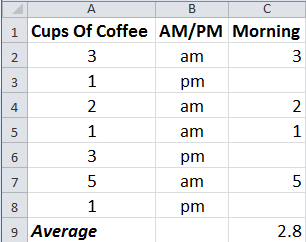 A B C
1 Cups Of Coffee AM/PM Morning
2 3 am 3
3 1 pm
4 2 am 2
5 1 am 1
6 3 pm
7 5 am 5
8 1 pm
9 Average 2.8